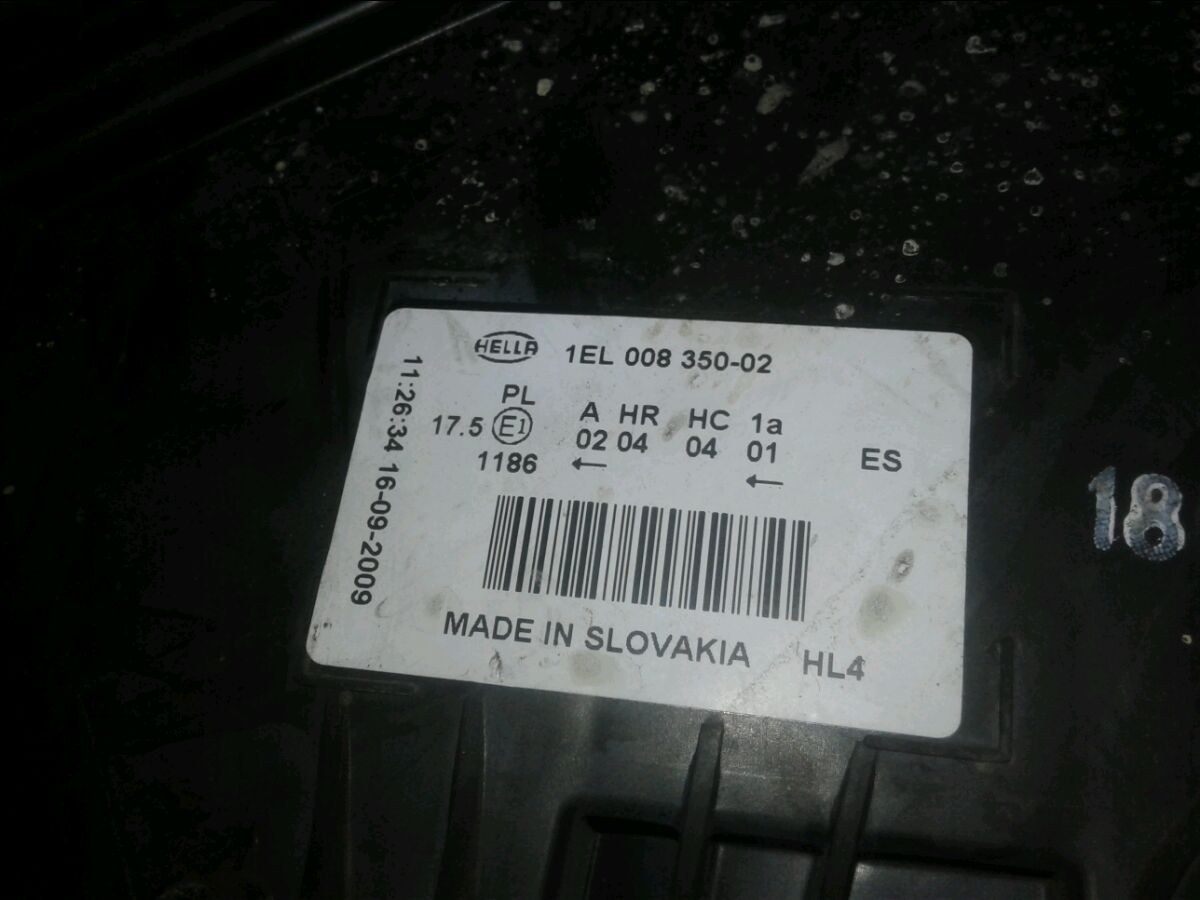 HELLA 1EL 008 350-02
PL
17.5 E1 A HR HC 1a
02 04 04 01 ES
1186 ← ←
11:26:34 16-09-2009
MADE IN SLOVAKIA HL4
18